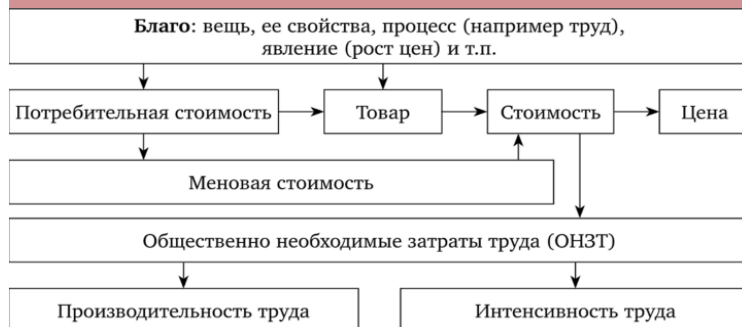 Благо: вещь, ее свойства, процесс (например труд),
явление (рост цен) и т.п.
Потребительная стоимость
Товар
Стоимость
Цена
Меновая стоимость
Общественно необходимые затраты труда (ОНЗТ)
Производительность труда
Интенсивность труда